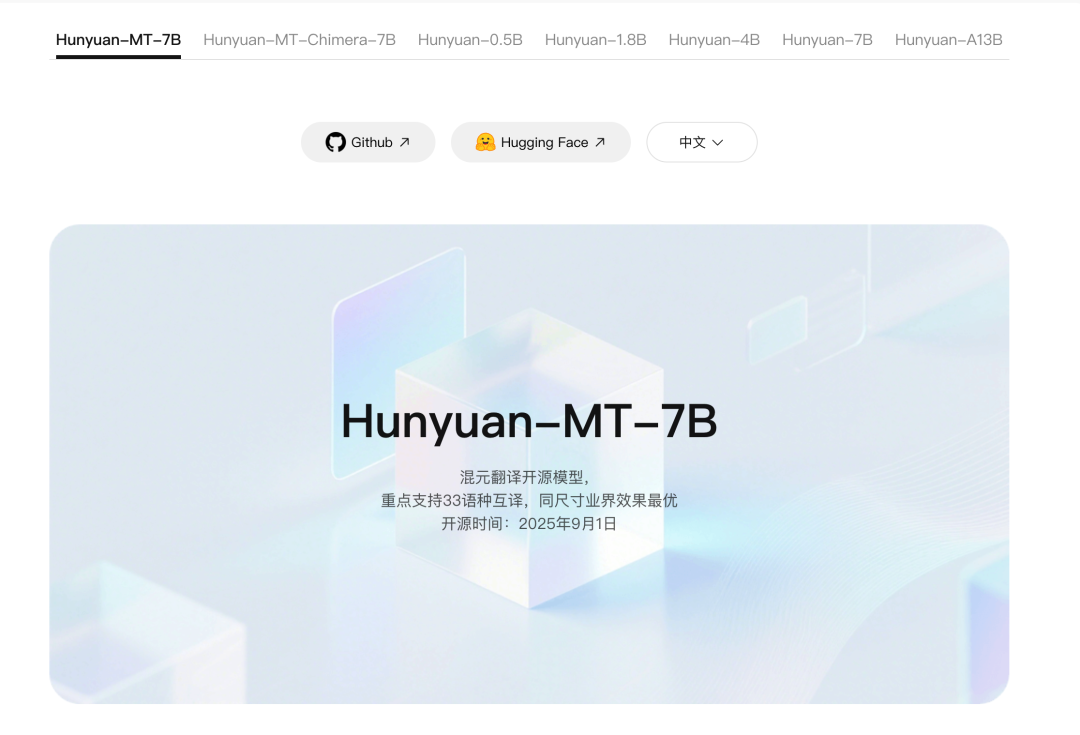 Hunyuan-MT-7B Hunyuan-MT-Chimera-7B Hunyuan-0.5B Hunyuan-1.8B Hunyuan-4B Hunyuan-7B Hunyuan-A13B
Github Hugging Face 中文
Hunyuan-MT-7B
混元翻译开源模型，
重点支持33语种互译，同尺寸业界效果最优
开源时间：2025年9月1日